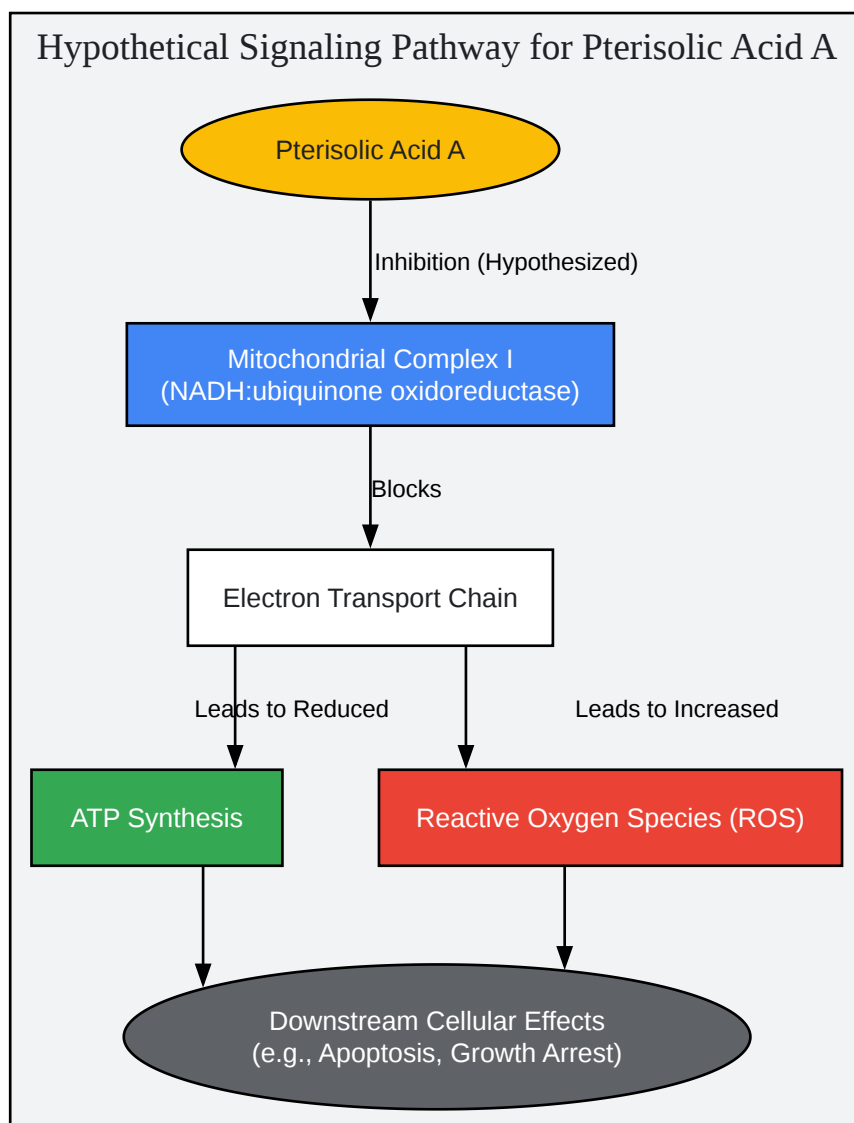 Hypothetical Signaling Pathway for Pterisolic Acid A
Pterisolic Acid A
Inhibition (Hypothesized)
Mitochondrial Complex I
(NADH:ubiquinone oxidoreductase)
Blocks
Electron Transport Chain
Leads to Reduced
Leads to Increased
ATP Synthesis
Reactive Oxygen Species (ROS)
Downstream Cellular Effects
(e.g., Apoptosis, Growth Arrest)